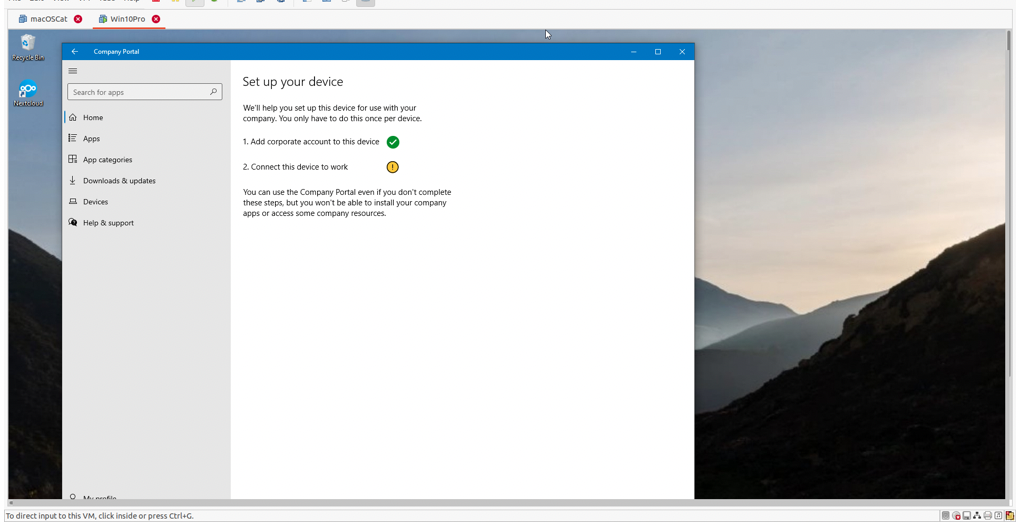 macOSCat
Win10Pro
Recycle Bin
Nextcloud
Company Portal
Search for apps
Home
Apps
App categories
Downloads & updates
Devices
Help & support
My profile
Set up your device
We'll help you set up this device for use with your
company. You only have to do this once per device.
1. Add corporate account to this device
2. Connect this device to work
You can use the Company Portal even if you don't complete
these steps, but you won't be able to install your company
apps or access some company resources.
To direct input to this VM, click inside or press Ctrl+G.